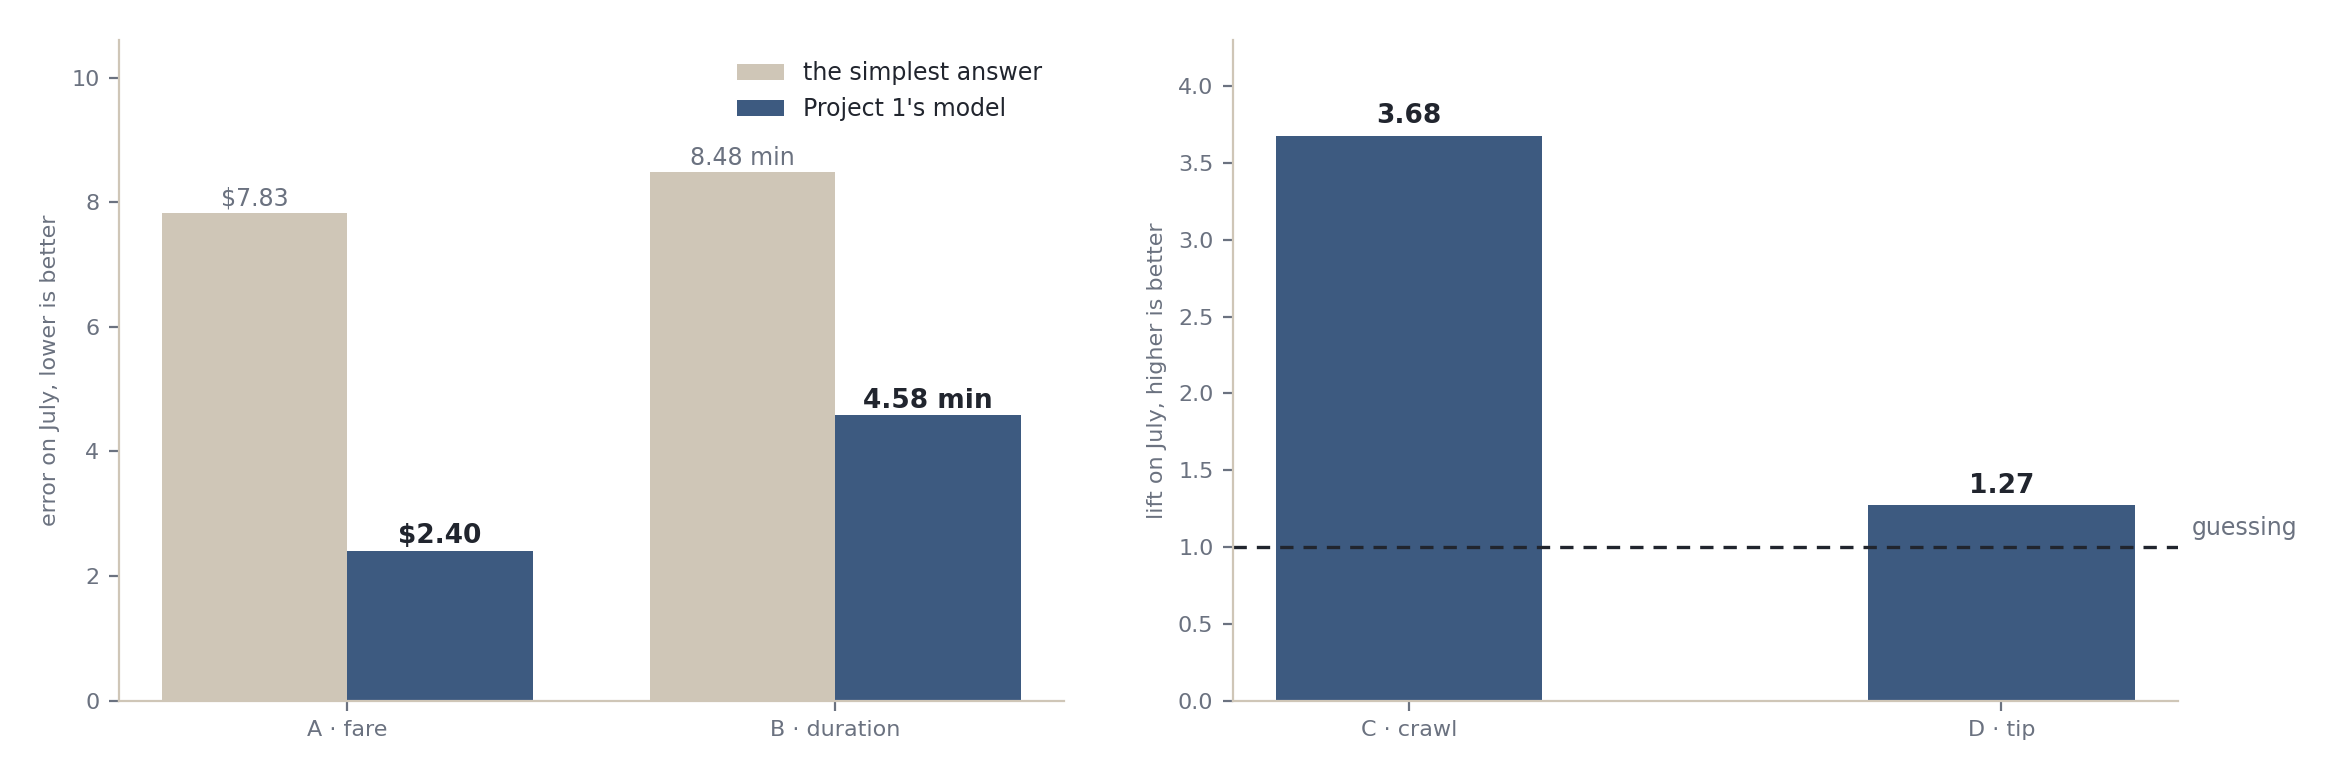 error on July, lower is better
10
8
6
4
2
0
the simplest answer
Project 1's model
$7.83
$2.40
8.48 min
4.58 min
A · fare
B · duration
lift on July, higher is better
4.0
3.5
3.0
2.5
2.0
1.5
1.0
0.5
0.0
3.68
1.27
guessing
C · crawl
D · tip